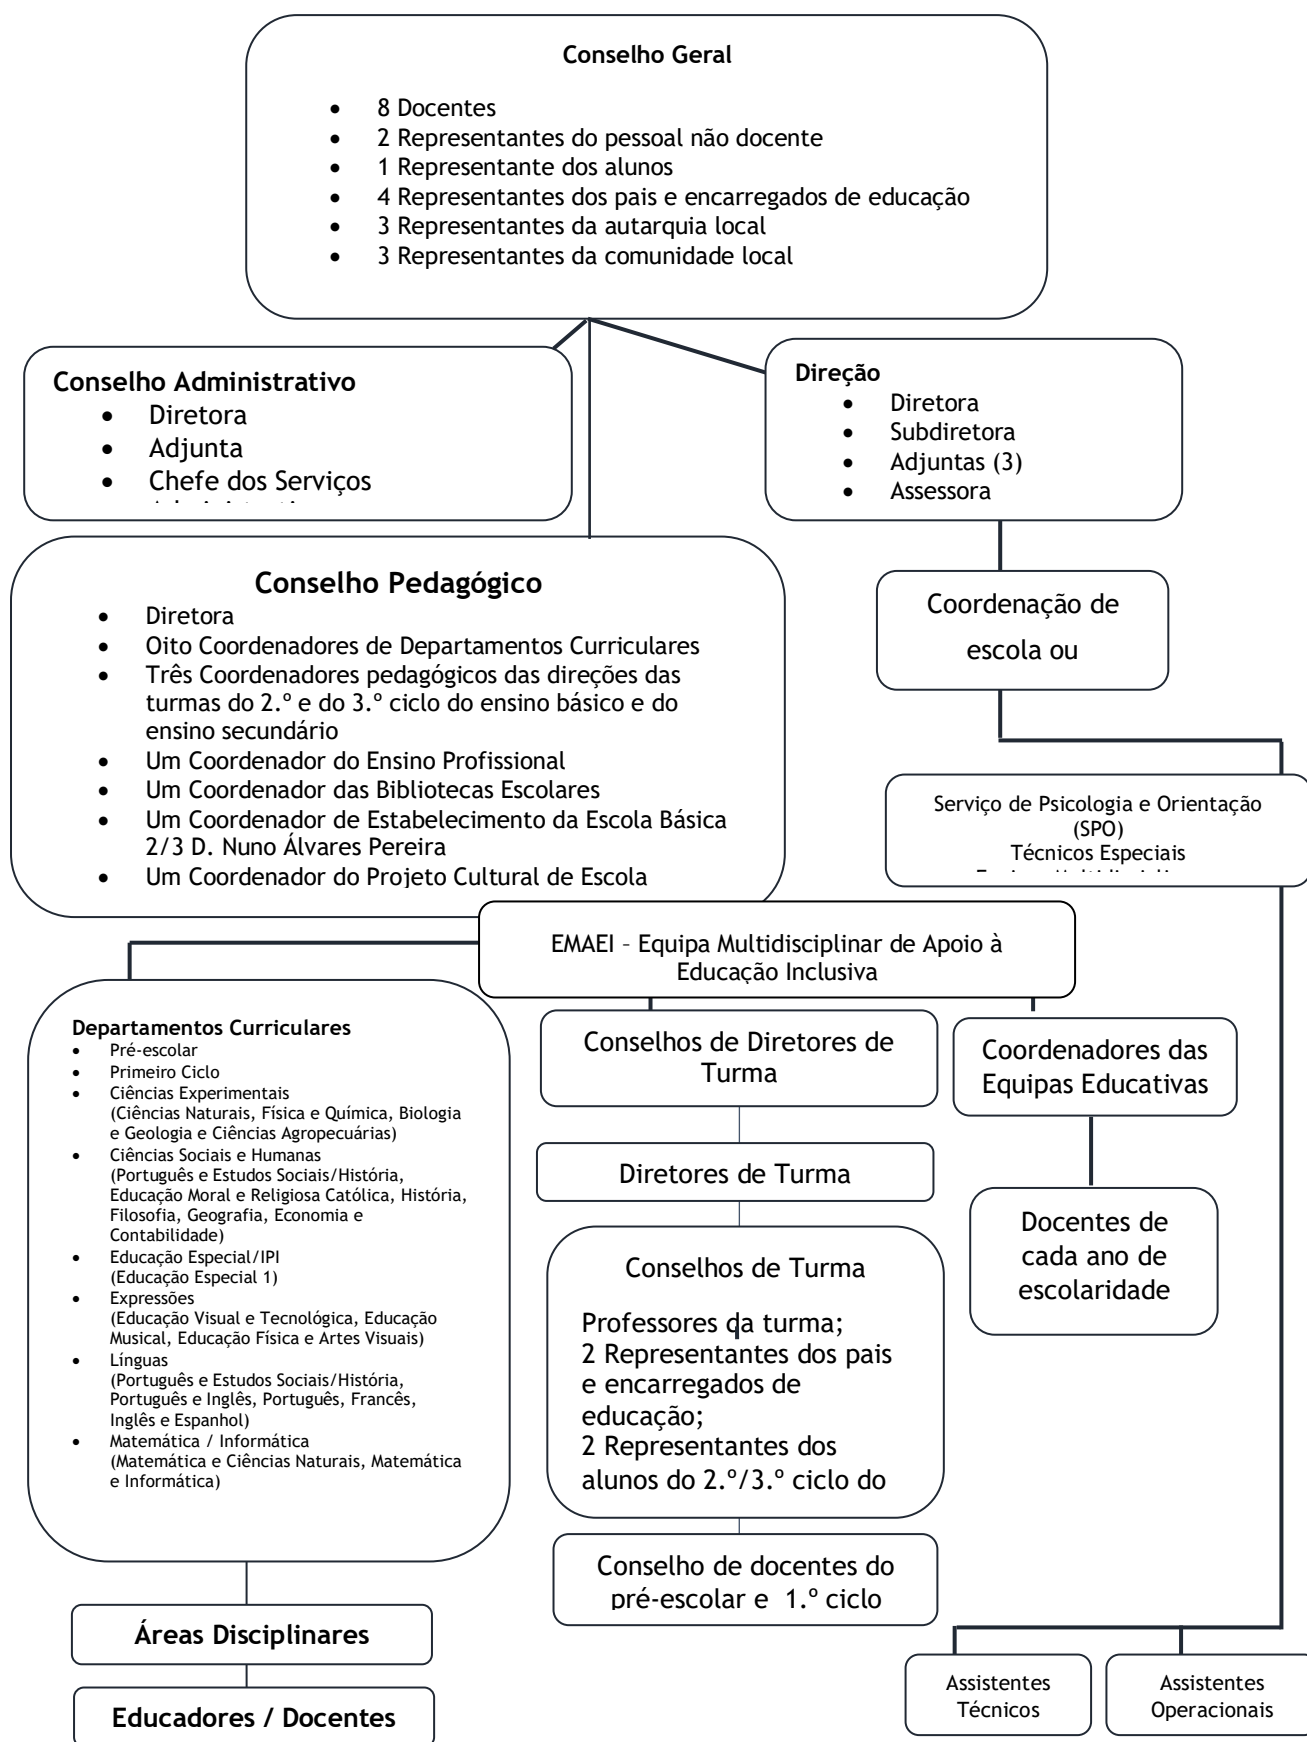 Conselho Geral
• 8 Docentes
• 2 Representantes do pessoal não docente
• 1 Representante dos alunos
• 4 Representantes dos pais e encarregados de educação
• 3 Representantes da autarquia local
• 3 Representantes da comunidade local
Conselho Administrativo
• Diretora
• Adjunta
• Chefe dos Serviços
Direção
• Diretora
• Subdiretora
• Adjuntas (3)
• Assessora
Conselho Pedagógico
• Diretora
• Oito Coordenadores de Departamentos Curriculares
• Três Coordenadores pedagógicos das direções das
turmas do 2.º e do 3.º ciclo do ensino básico e do
ensino secundário
• Um Coordenador do Ensino Profissional
• Um Coordenador das Bibliotecas Escolares
• Um Coordenador de Estabelecimento da Escola Básica
2/3 D. Nuno Álvares Pereira
• Um Coordenador do Projeto Cultural de Escola
Coordenação de
escola ou
Serviço de Psicologia e Orientação
(SPO)
Técnicos Especiais
EMAEI – Equipa Multidisciplinar de Apoio à
Educação Inclusiva
Departamentos Curriculares
• Pré-escolar
• Primeiro Ciclo
• Ciências Experimentais
(Ciências Naturais, Física e Química, Biologia
e Geologia e Ciências Agropecuárias)
• Ciências Sociais e Humanas
(Português e Estudos Sociais/História,
Educação Moral e Religiosa Católica, História,
Filosofia, Geografia, Economia e
Contabilidade)
• Educação Especial/IPI
(Educação Especial 1)
• Expressões
(Educação Visual e Tecnológica, Educação
Musical, Educação Física e Artes Visuais)
• Línguas
(Português e Estudos Sociais/História,
Português e Inglês, Português, Francês,
Inglês e Espanhol)
• Matemática / Informática
(Matemática e Ciências Naturais, Matemática
e Informática)
Conselhos de Diretores de
Turma
Diretores de Turma
Conselhos de Turma
Professores da turma;
2 Representantes dos pais
e encarregados de
educação;
2 Representantes dos
alunos do 2.º/3.º ciclo do
Conselho de docentes do
pré-escolar e 1.º ciclo
Coordenadores das
Equipas Educativas
Docentes de
cada ano de
escolaridade
Áreas Disciplinares
Educadores / Docentes
Assistentes
Técnicos
Assistentes
Operacionais